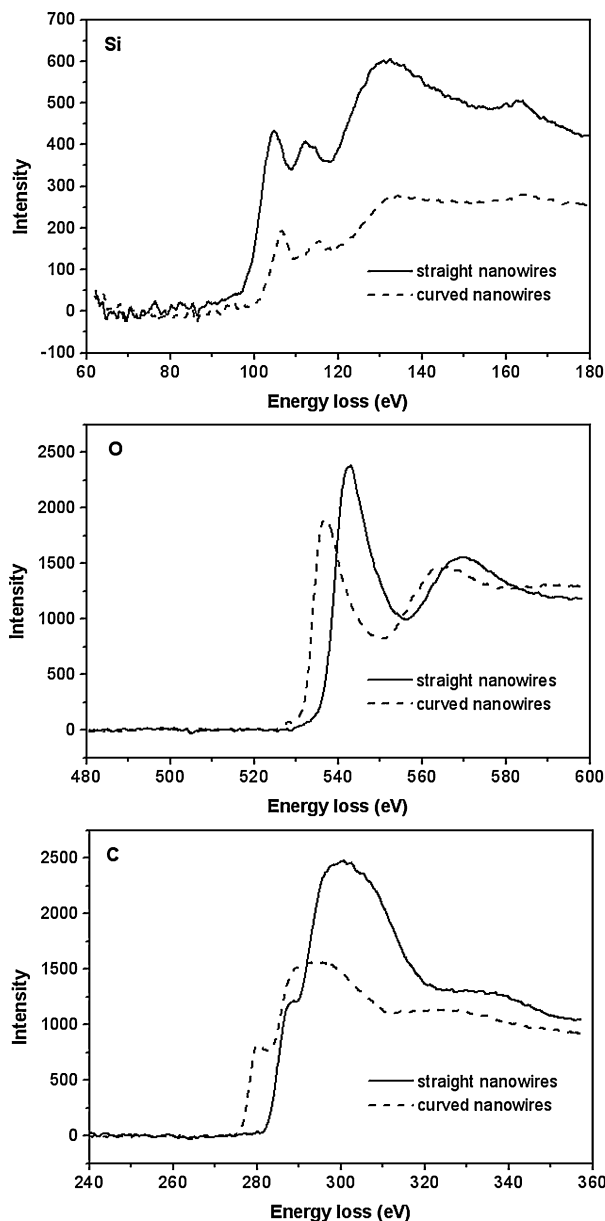 Si
700
600
500
400
300
200
100
0
-100
Intensity
straight nanowires
curved nanowires
60 80 100 120 140 160 180
Energy loss (eV)
O
2500
2000
1500
1000
500
0
Intensity
straight nanowires
curved nanowires
480 500 520 540 560 580 600
Energy loss (eV)
C
2500
2000
1500
1000
500
0
Intensity
straight nanowires
curved nanowires
240 260 280 300 320 340 360
Energy loss (eV)